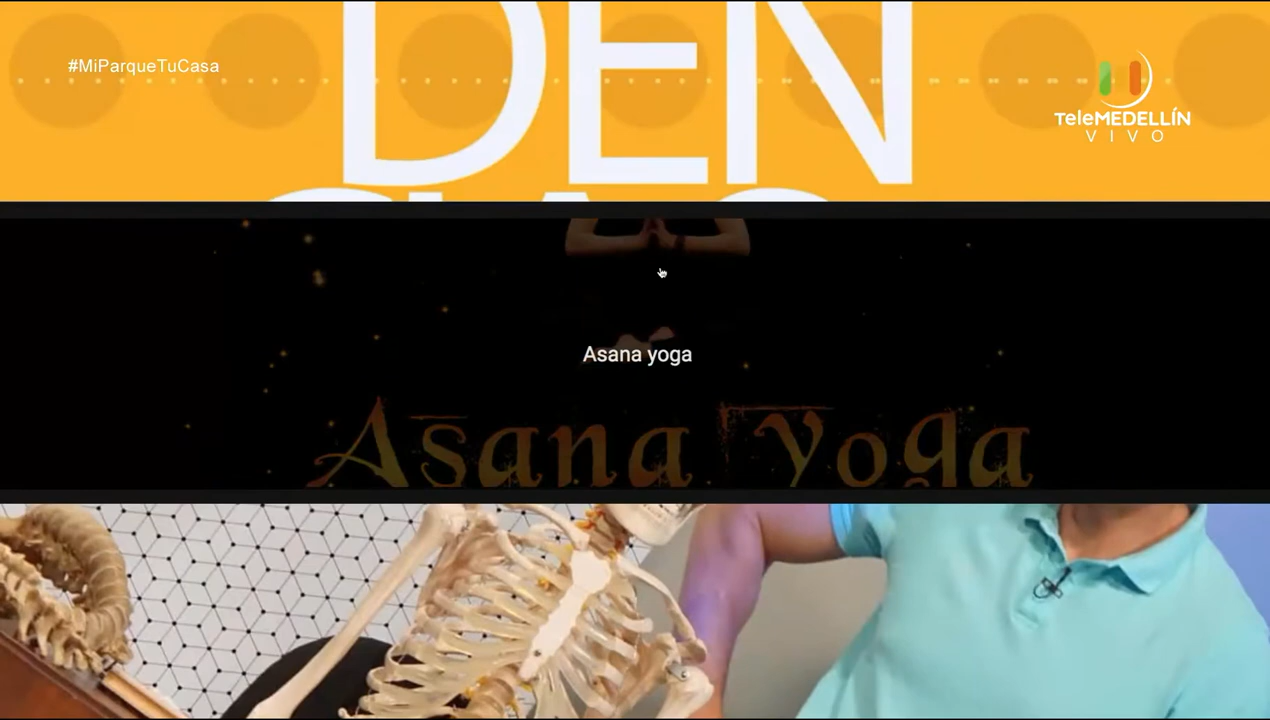 DEN
#MiParqueTuCasa
TeleMEDELLÍN
VIVO
Asana yoga
Asana Yoga